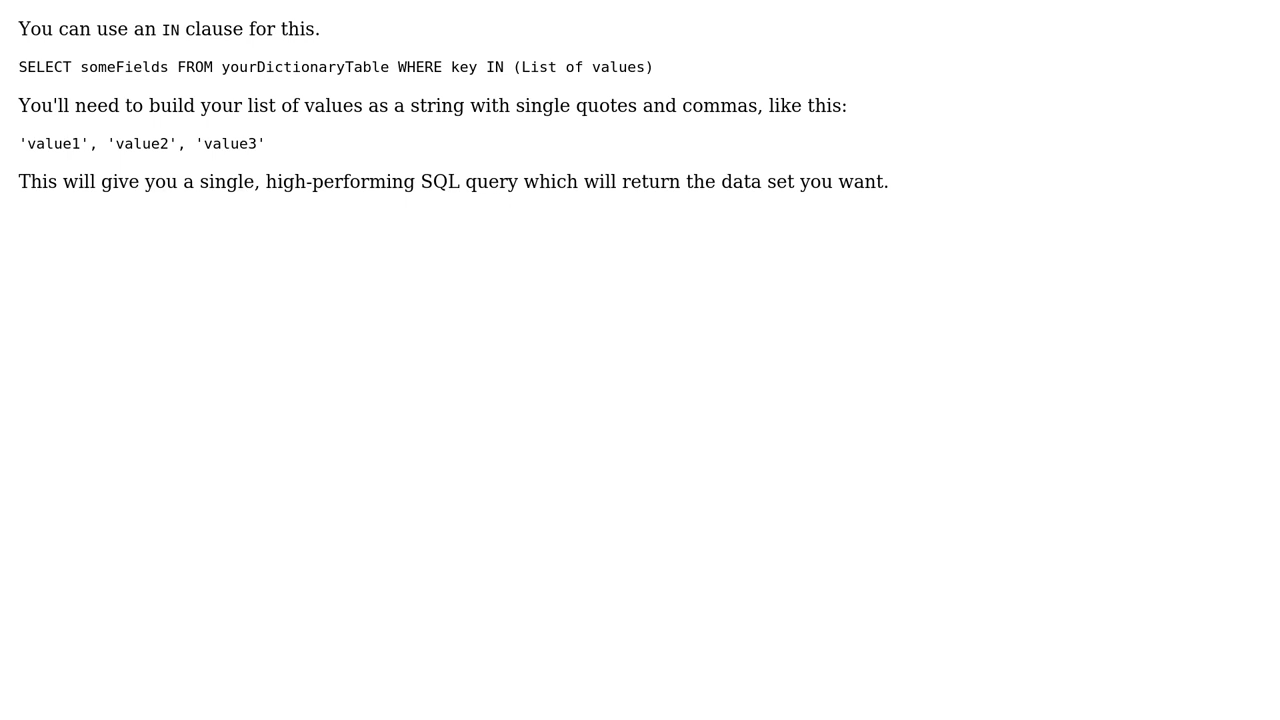 You can use an IN clause for this.
SELECT someFields FROM yourDictionaryTable WHERE key IN (List of values)
You'll need to build your list of values as a string with single quotes and commas, like this:
'value1', 'value2', 'value3'
This will give you a single, high-performing SQL query which will return the data set you want.